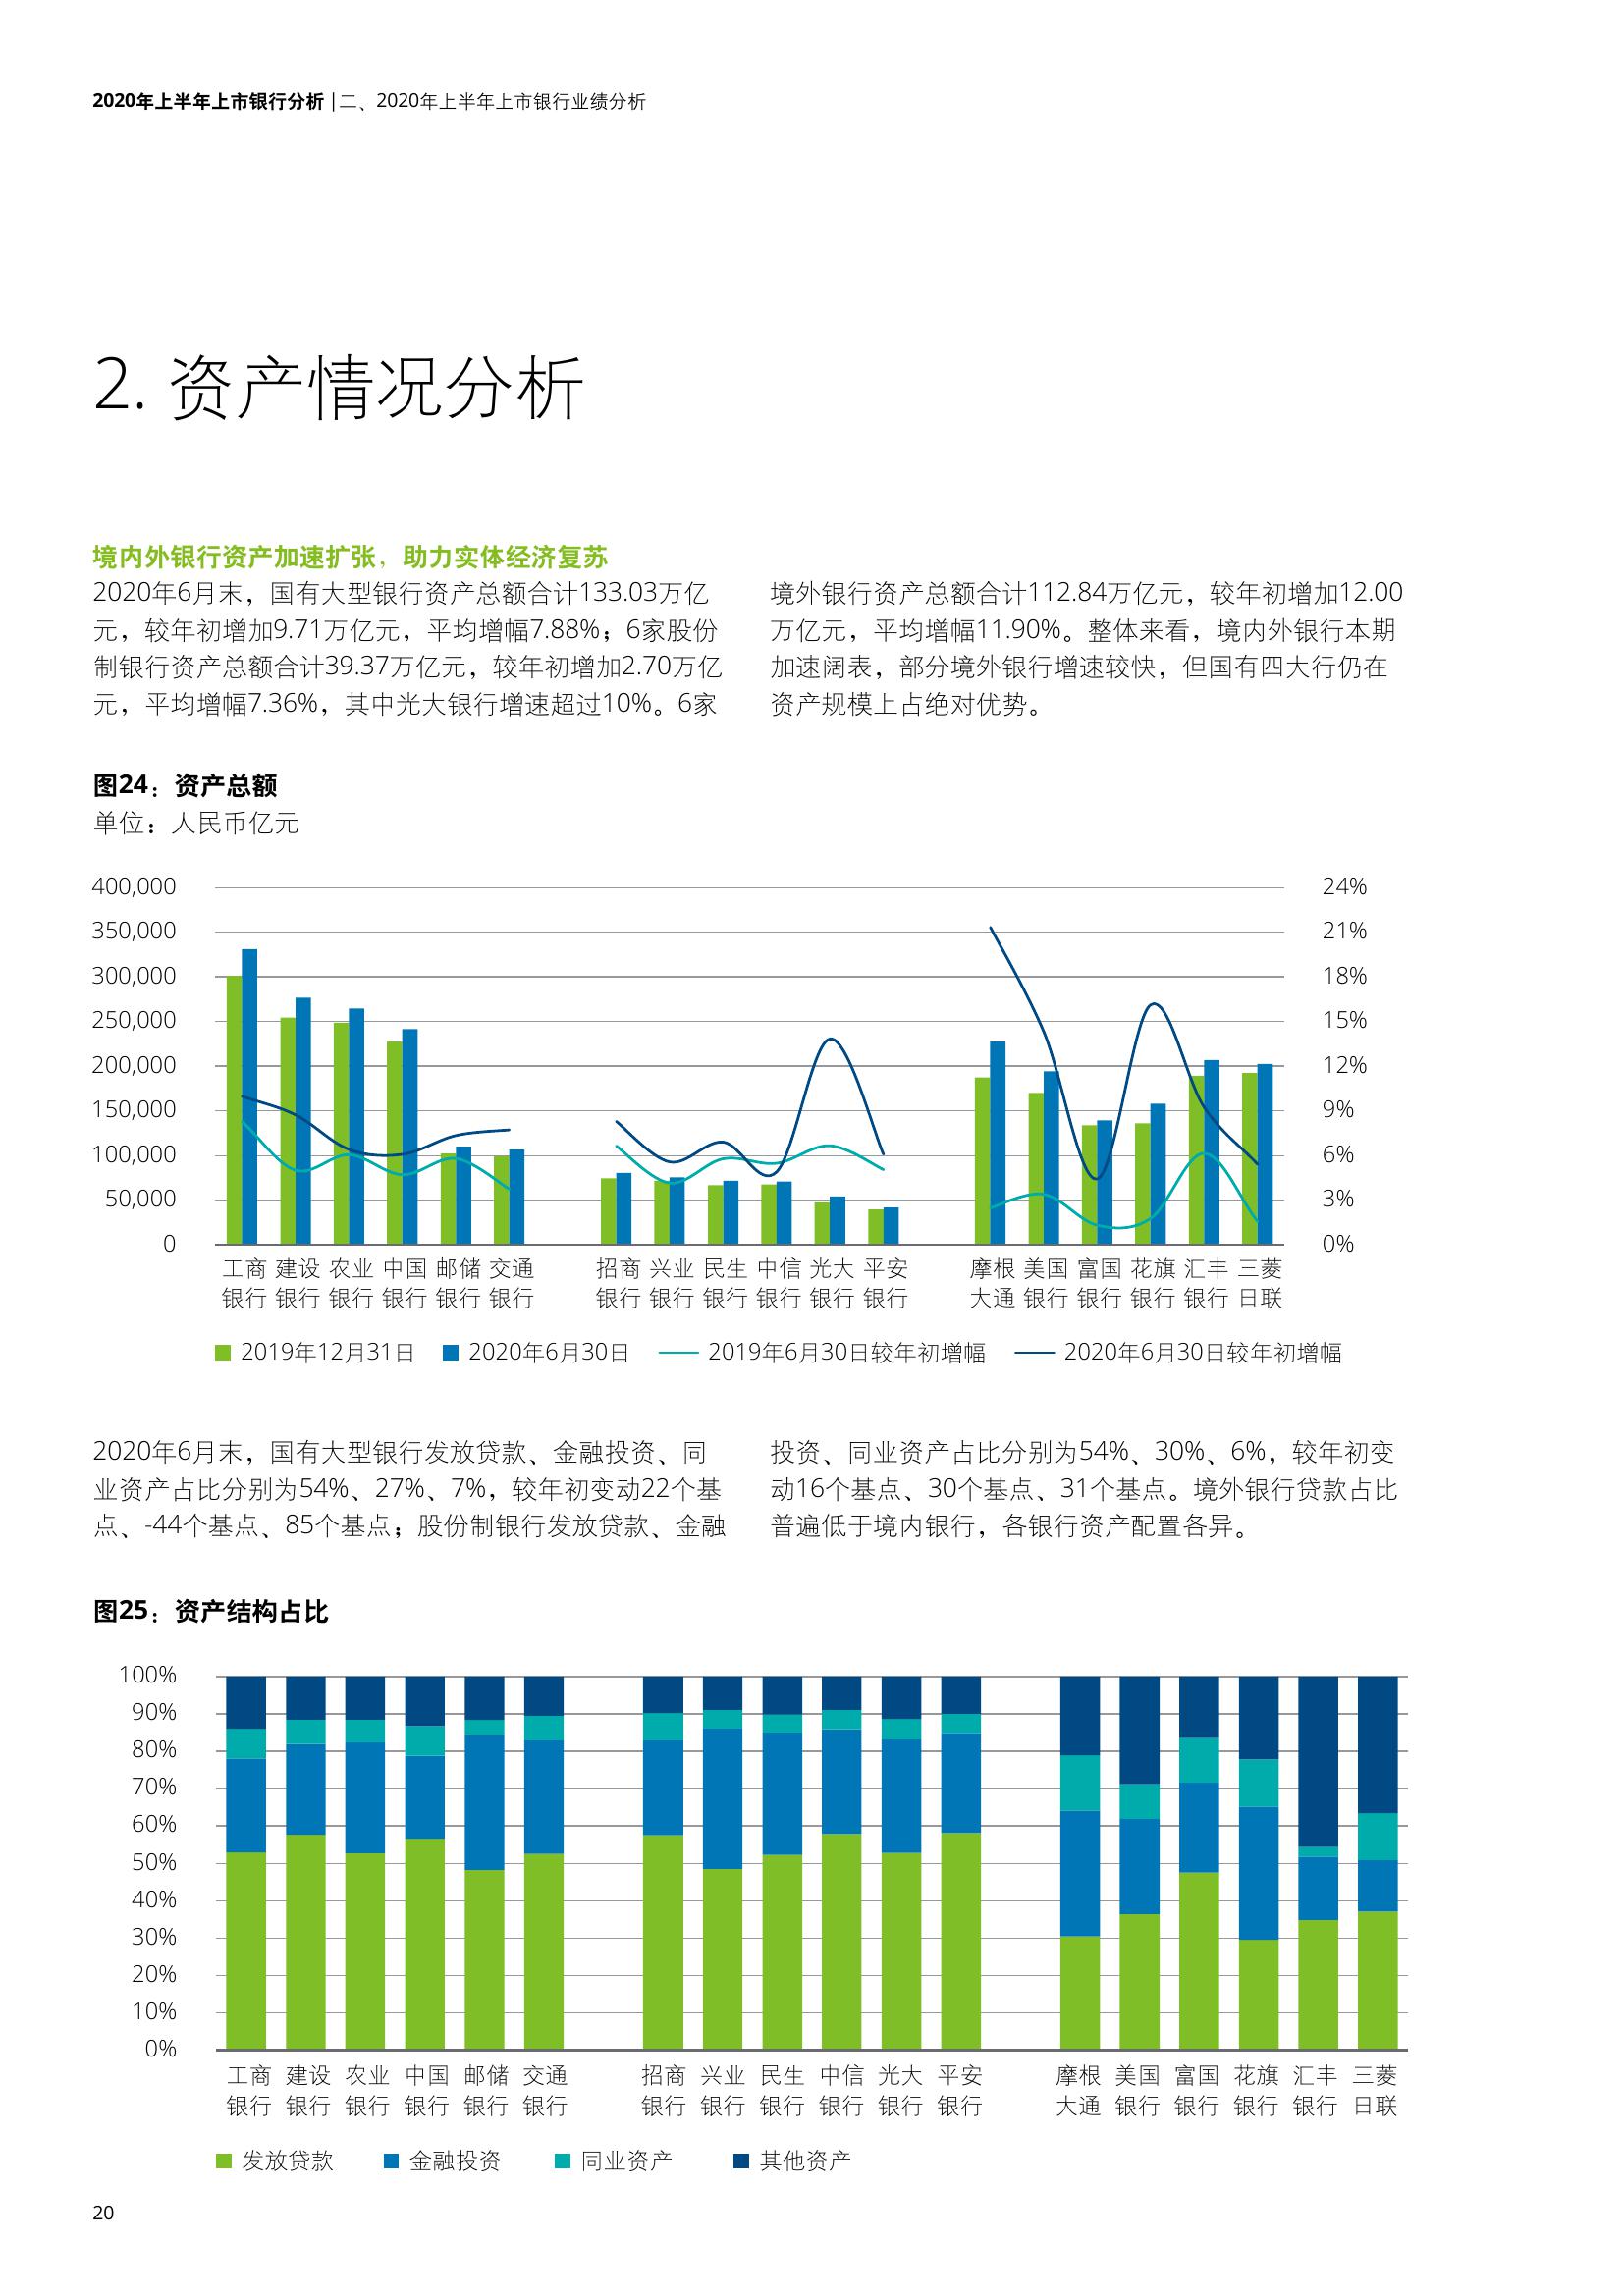 2020年上半年上市银行分析 |二、2020年上半年上市银行业绩分析
2. 资产情况分析
境内外银行资产加速扩张，助力实体经济复苏
2020年6月末，国有大型银行资产总额合计133.03万亿
元，较年初增加9.71万亿元，平均增幅7.88%；6家股份
制银行资产总额合计39.37万亿元，较年初增加2.70万亿
元，平均增幅7.36%，其中光大银行增速超过10%。6家
境外银行资产总额合计112.84万亿元，较年初增加12.00
万亿元，平均增幅11.90%。整体来看，境内外银行本期
加速阔表，部分境外银行增速较快，但国有四大行仍在
资产规模上占绝对优势。
图24：资产总额
单位：人民币亿元
400,000
350,000
300,000
250,000
200,000
150,000
100,000
50,000
0
24%
21%
18%
15%
12%
9%
6%
3%
0%
工商 建设 农业 中国 邮储 交通 招商 兴业 民生 中信 光大 平安 摩根 美国 富国 花旗 汇丰 三菱
银行 银行 银行 银行 银行 银行 银行 银行 银行 银行 银行 银行 大通 银行 银行 银行 银行 日联
2019年12月31日 2020年6月30日 2019年6月30日较年初增幅 2020年6月30日较年初增幅
2020年6月末，国有大型银行发放贷款、金融投资、同
业资产占比分别为54%、27%、7%，较年初变动22个基
点、-44个基点、85个基点；股份制银行发放贷款、金融
投资、同业资产占比分别为54%、30%、6%，较年初变
动16个基点、30个基点、31个基点。境外银行贷款占比
普遍低于境内银行，各银行资产配置各异。
图25：资产结构占比
100%
90%
80%
70%
60%
50%
40%
30%
20%
10%
0%
工商 建设 农业 中国 邮储 交通 招商 兴业 民生 中信 光大 平安 摩根 美国 富国 花旗 汇丰 三菱
银行 银行 银行 银行 银行 银行 银行 银行 银行 银行 银行 银行 大通 银行 银行 银行 银行 日联
发放贷款 金融投资 同业资产 其他资产
20